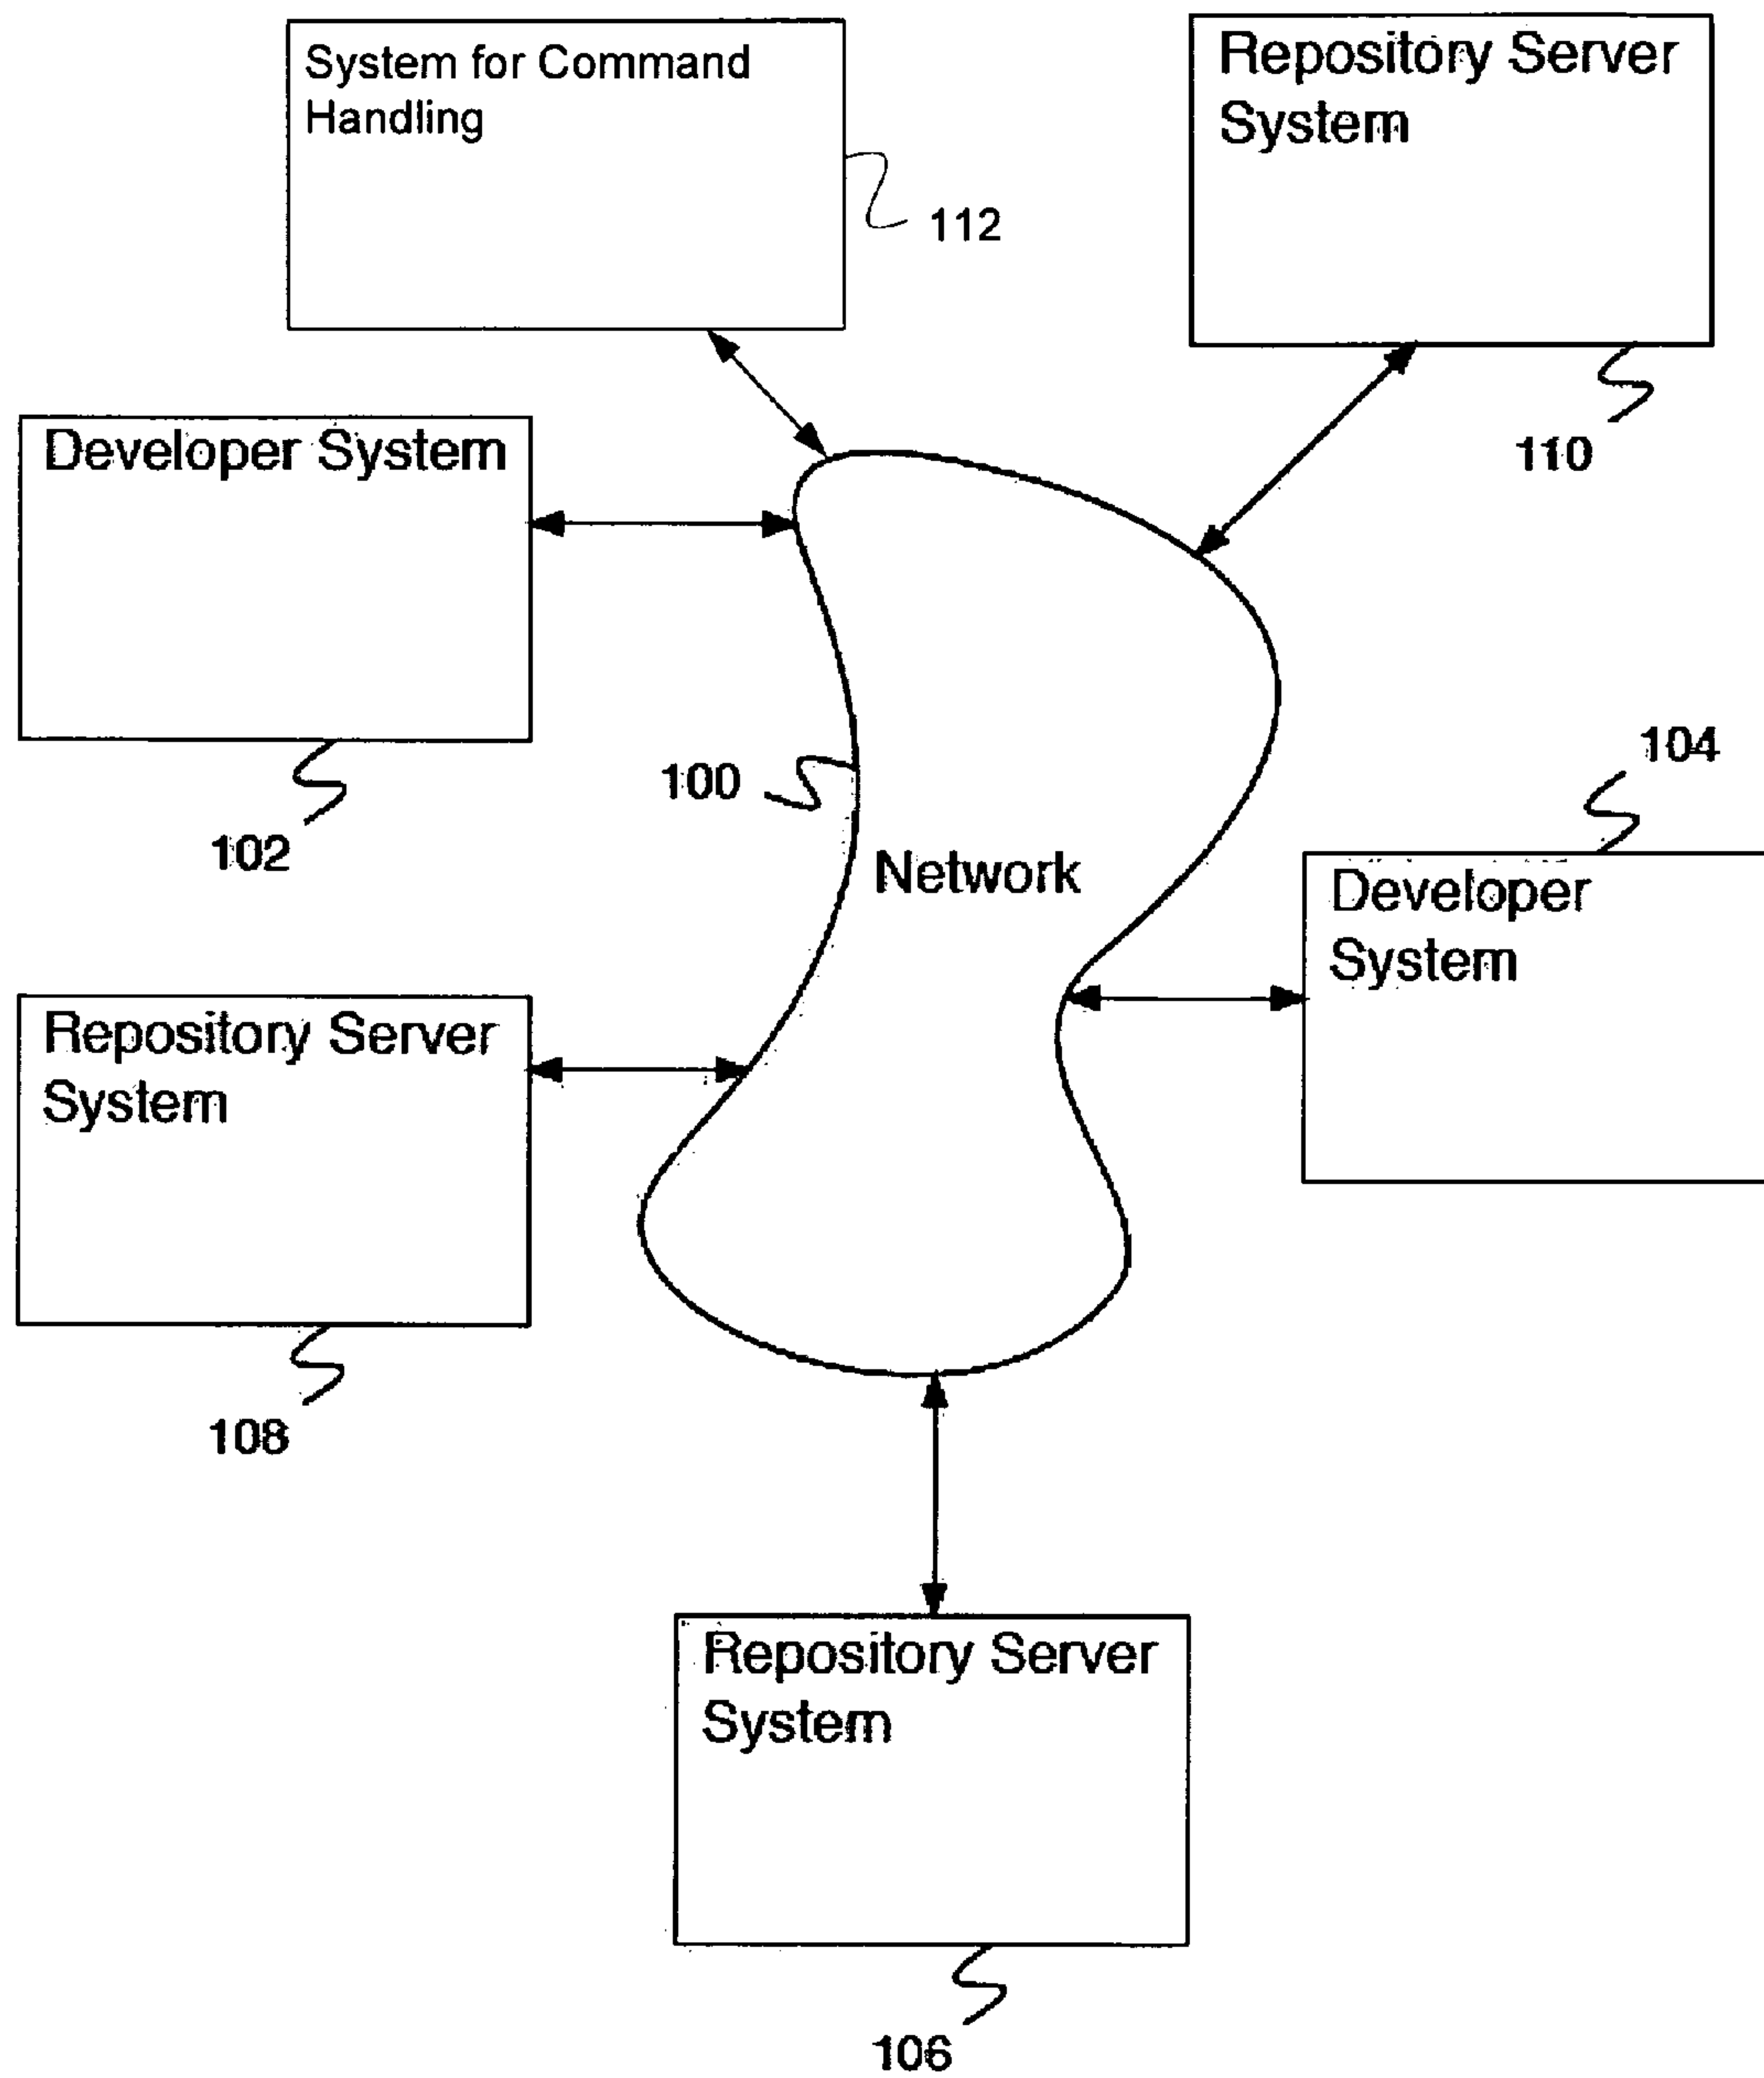 System for Command
Handling
112
Repository Server
System
110
Developer System
102
100
Network
104
Developer
System
Repository Server
System
108
Repository Server
System
106